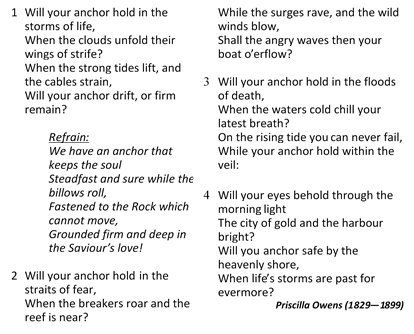 1 Will your anchor hold in the
storms of life,
When the clouds unfold their
wings of strife?
When the strong tides lift, and
the cables strain,
Will your anchor drift, or firm
remain?
Refrain:
We have an anchor that
keeps the soul
Steadfast and sure while the
billows roll,
Fastened to the Rock which
cannot move,
Grounded firm and deep in
the Saviour's love!
2 Will your anchor hold in the
straits of fear,
When the breakers roar and the
reef is near?
While the surges rave, and the wild
winds blow,
Shall the angry waves then your
boat o'erflow?
3 Will your anchor hold in the floods
of death,
When the waters cold chill your
latest breath?
On the rising tide you can never fail,
While your anchor hold within the
veil:
4 Will your eyes behold through the
morning light
The city of gold and the harbour
bright?
Will you anchor safe by the
heavenly shore,
When life's storms are past for
evermore?
Priscilla Owens (1829—1899)